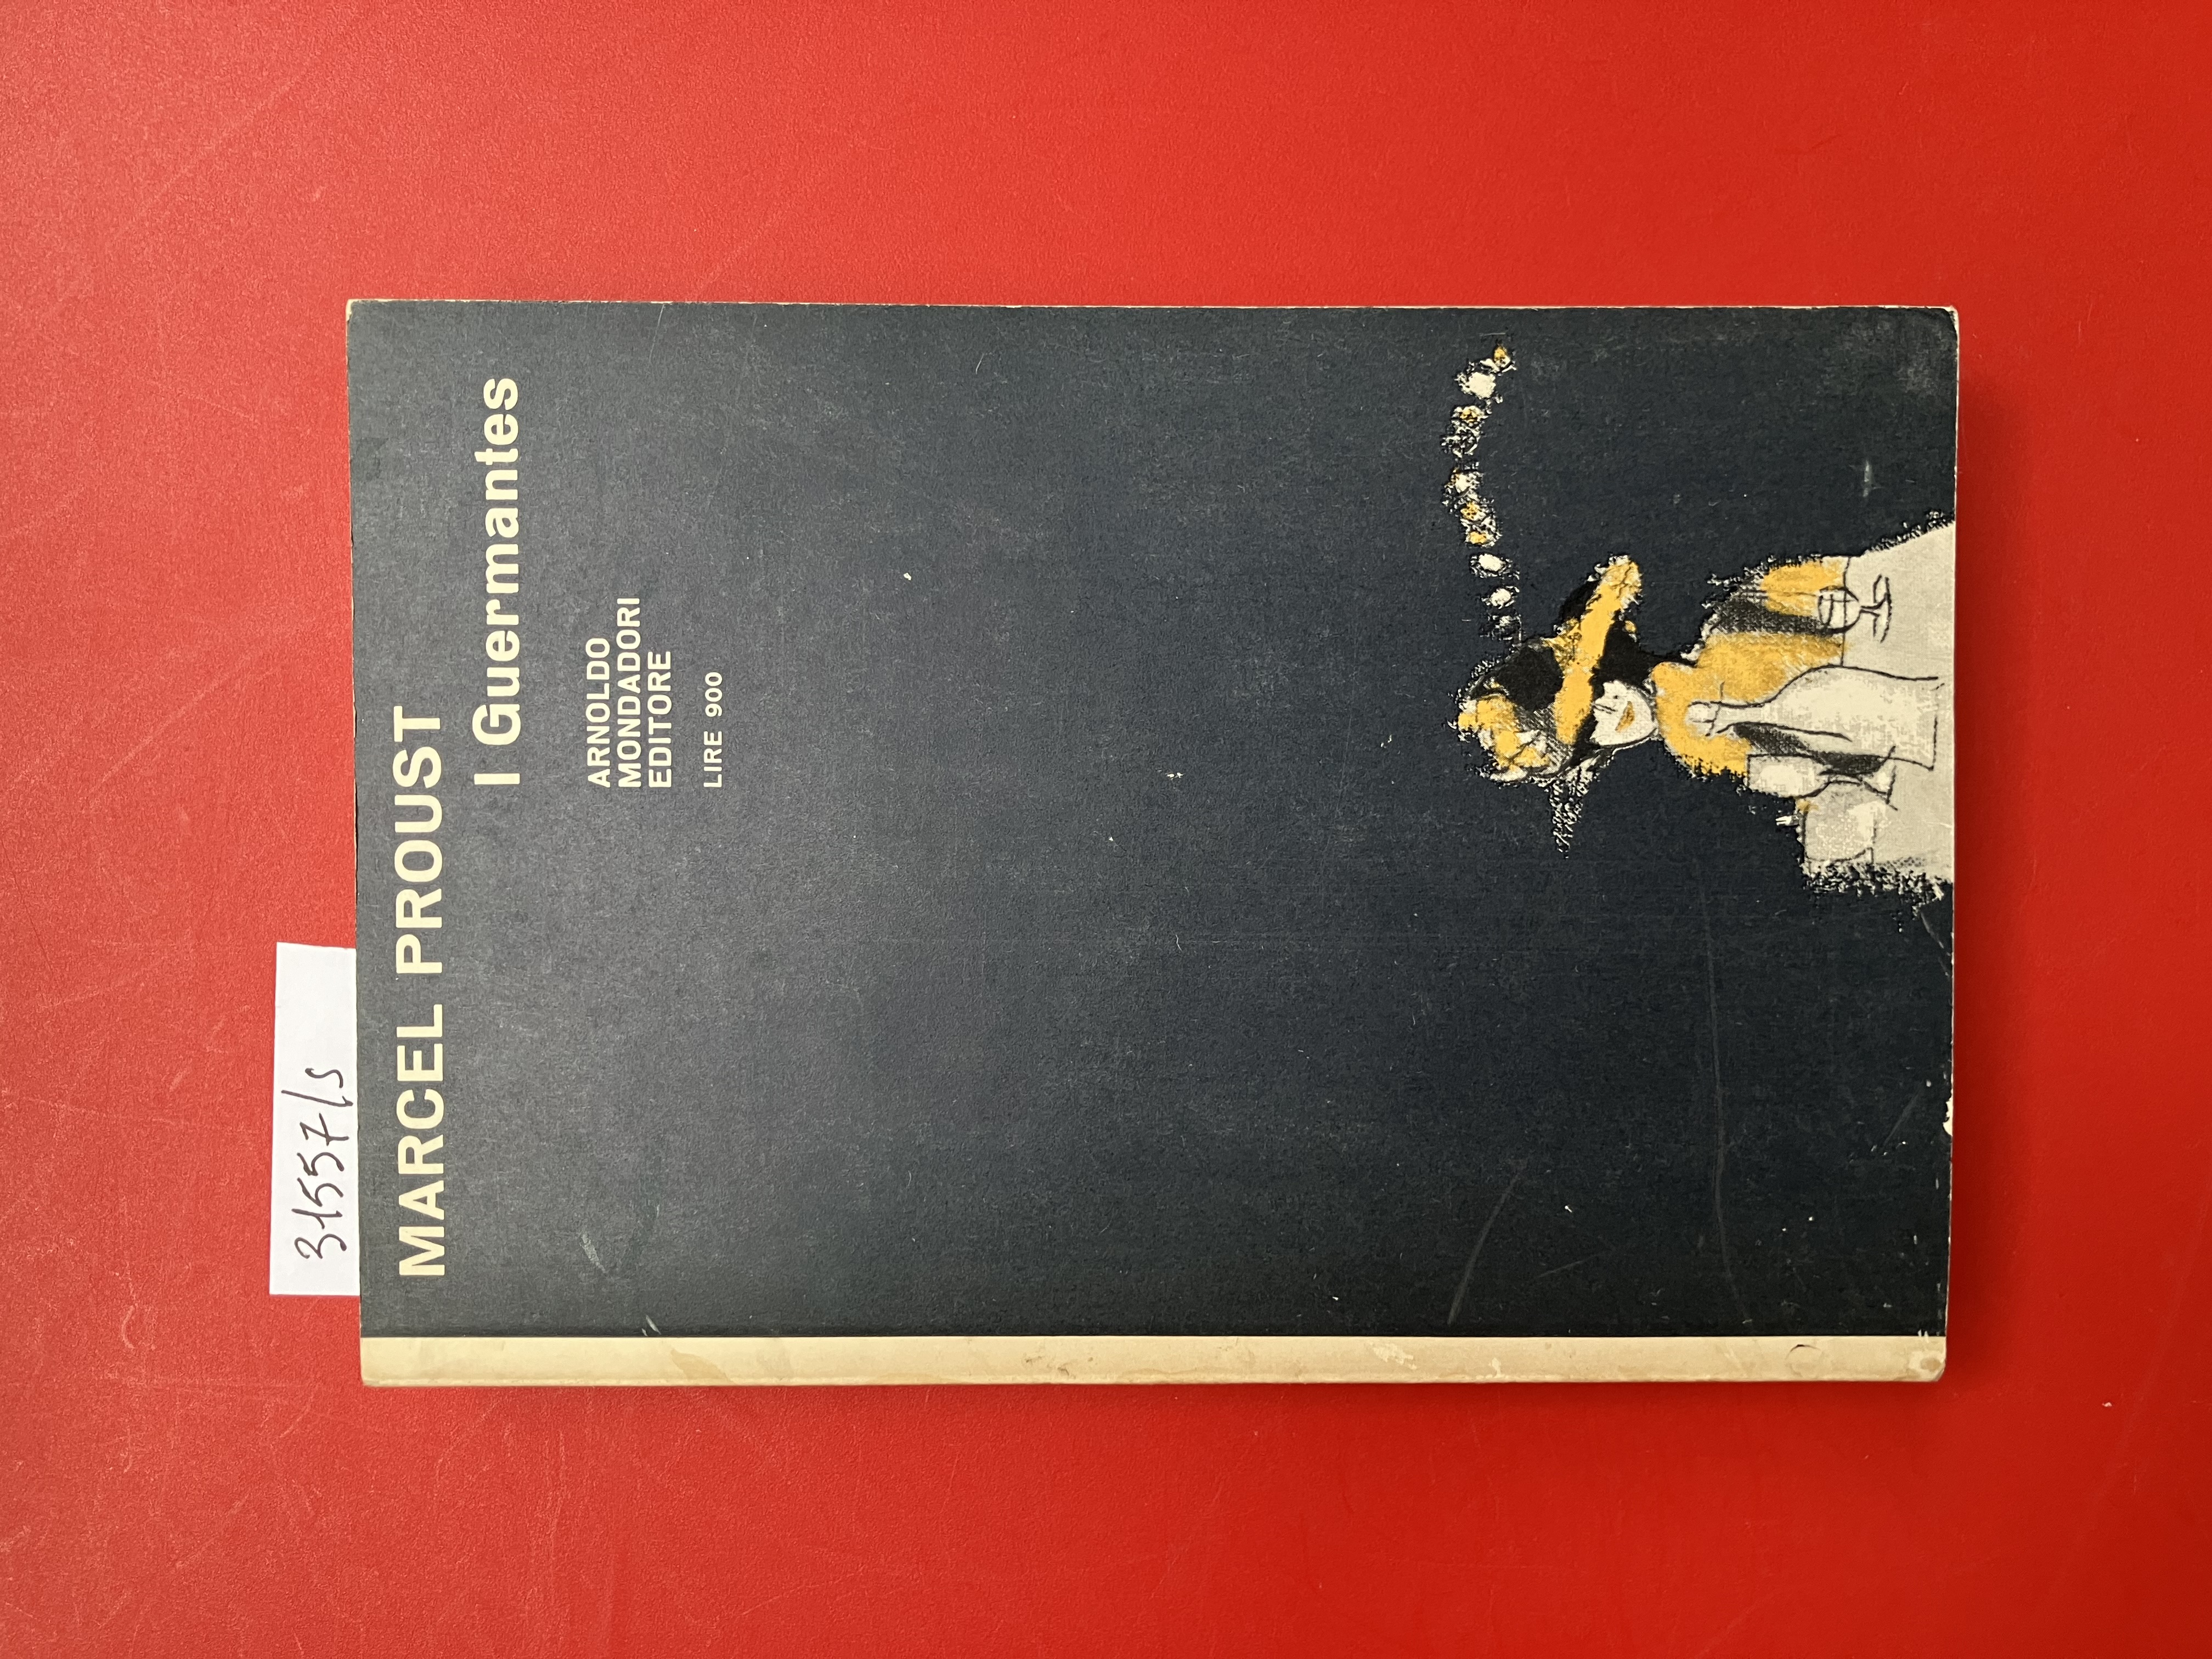 31557/s
MARCEL PROUST
I Guermantes
ARNOLDO
MONDADORI
EDITORE
LIRE 900